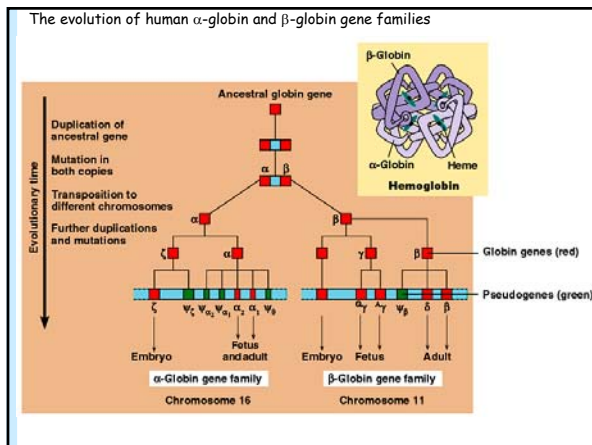 The evolution of human α-globin and β-globin gene families
β-Globin
α-Globin
Heme
Hemoglobin
Ancestral globin gene
Evolutionary time
Duplication of
ancestral gene
Mutation in
both copies
Transposition to
different chromosomes
Further duplications
and mutations
α β
α β
ζ α γ β
Globin genes (red)
Pseudogenes (green)
ζ ψζ ψα2 ψα1 α2 α1 ψθ Gγ Aγ ψβ δ β
Embryo
Fetus
and adult
Embryo Fetus Adult
α-Globin gene family
β-Globin gene family
Chromosome 16
Chromosome 11